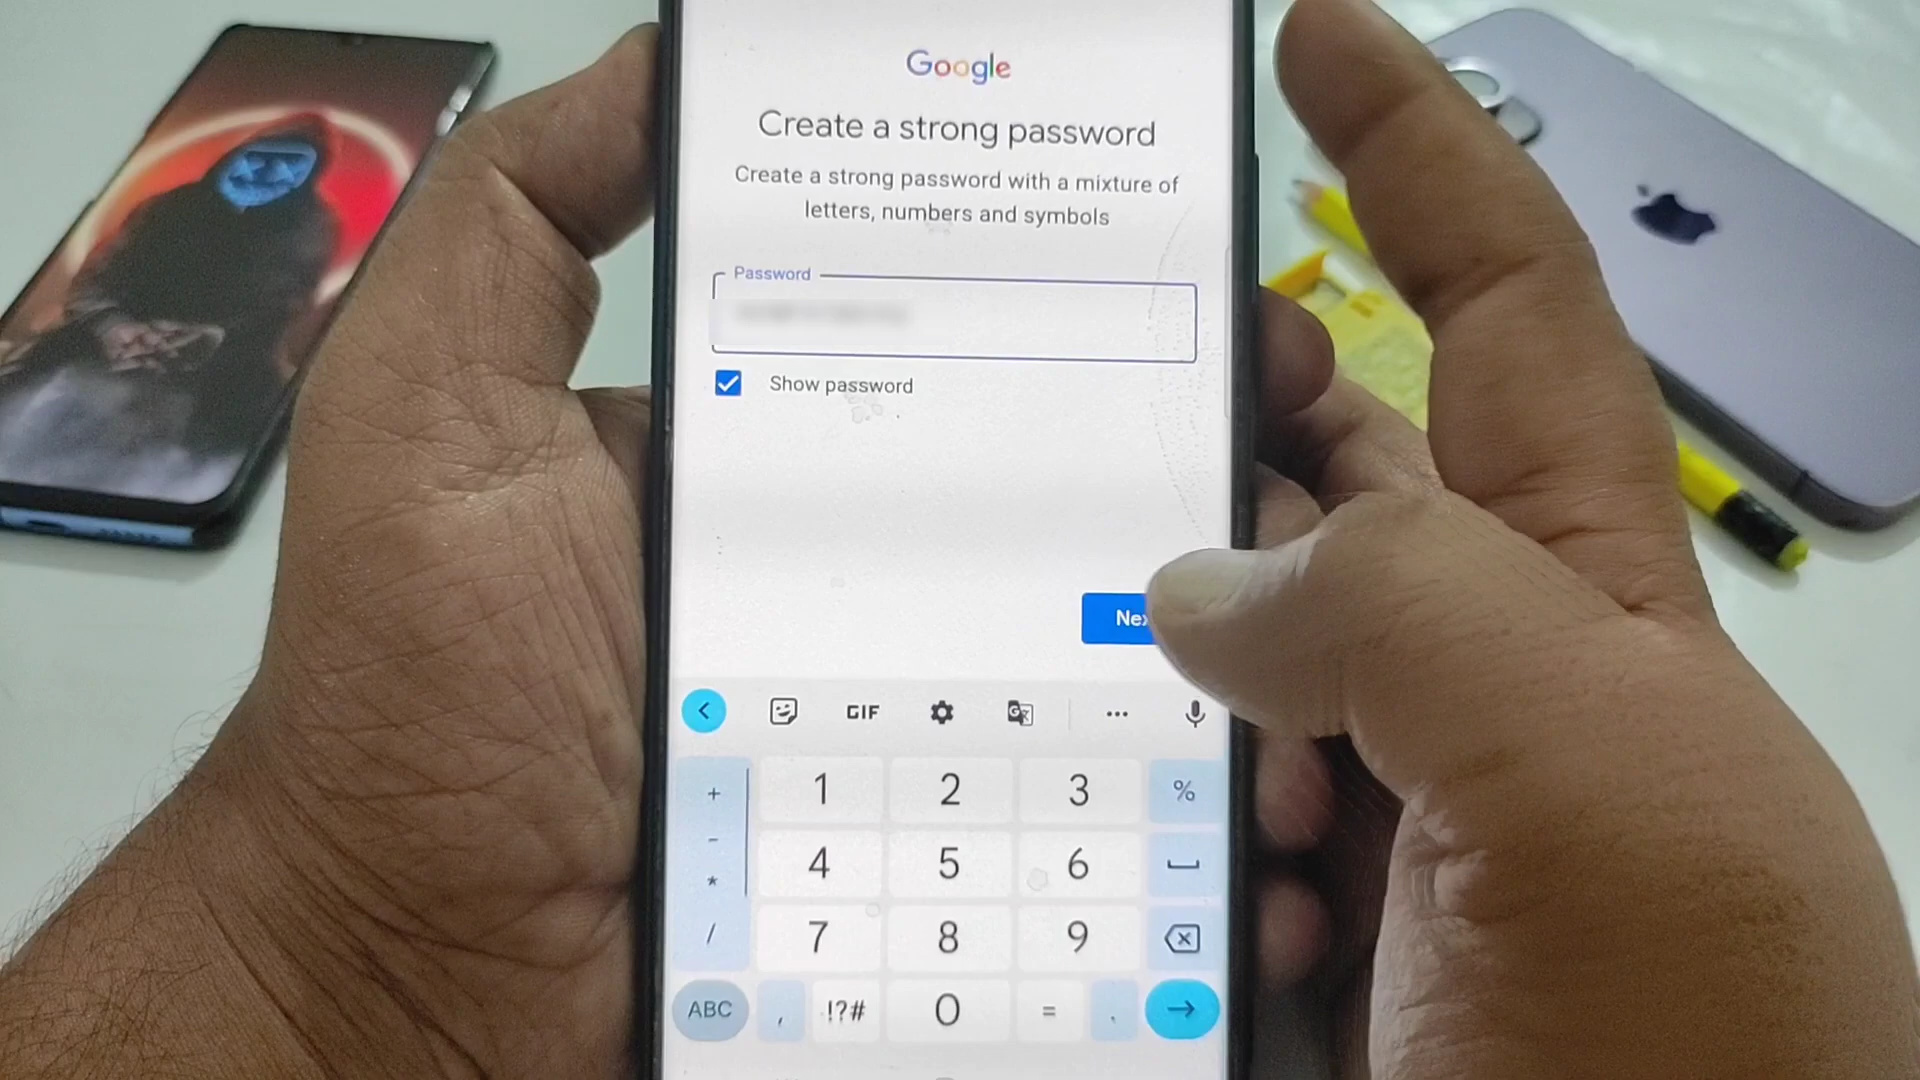 Google
Create a strong password
Create a strong password with a mixture of
letters, numbers and symbols
Password
Show password
Nex
GIF
+ 1 2 3 %
-
4 5 6
*
/ 7 8 9
ABC , !?# 0 = .